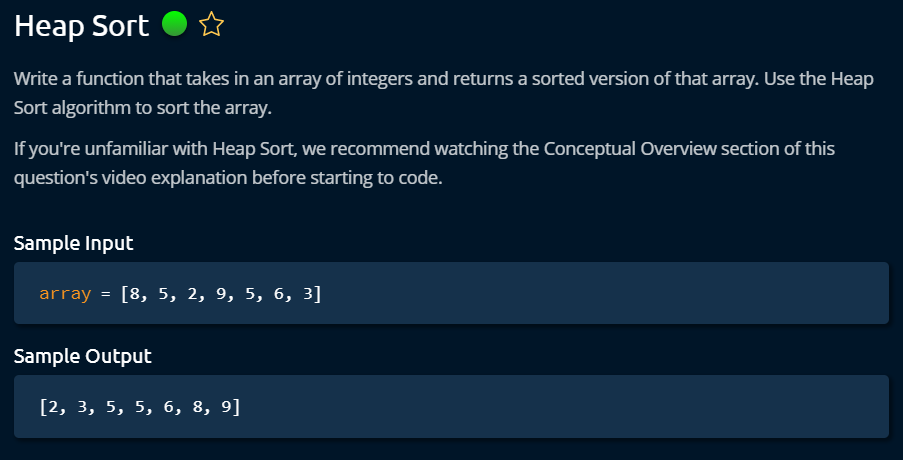 Heap Sort
Write a function that takes in an array of integers and returns a sorted version of that array. Use the Heap
Sort algorithm to sort the array.
If you're unfamiliar with Heap Sort, we recommend watching the Conceptual Overview section of this
question's video explanation before starting to code.
Sample Input
array = [8, 5, 2, 9, 5, 6, 3]
Sample Output
[2, 3, 5, 5, 6, 8, 9]